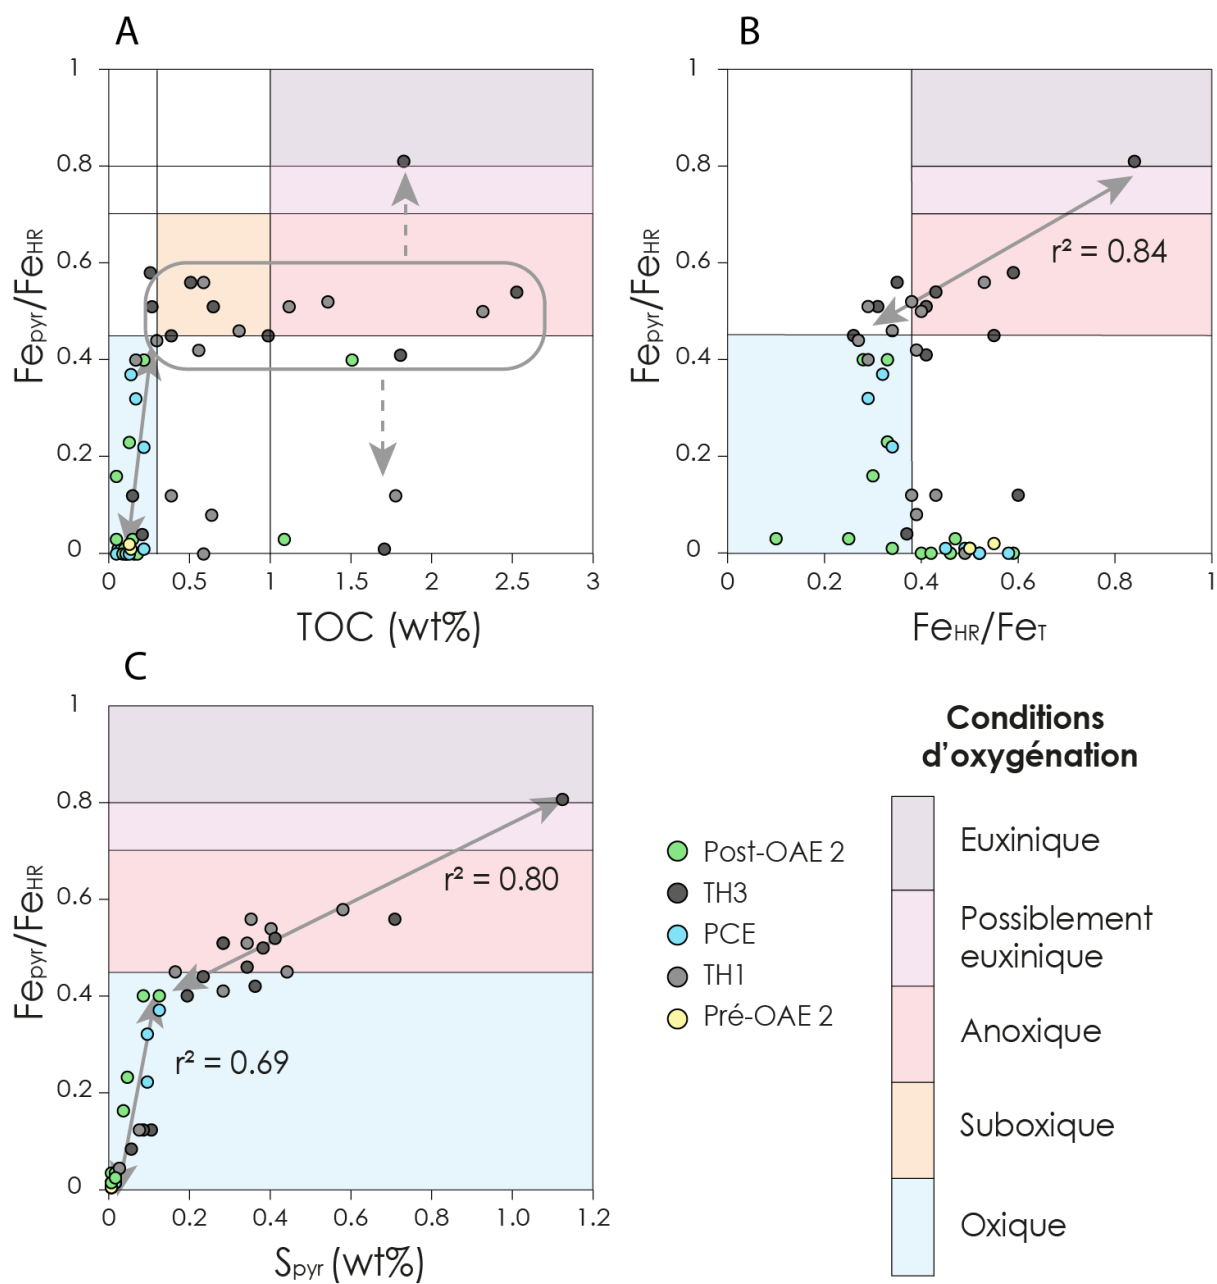 A
1
0.8
0.6
0.4
0.2
0
Fepyr/FeHR
0
0.5
1
1.5
2
2.5
3
TOC (wt%)
B
1
0.8
0.6
0.4
0.2
0
Fepyr/FeHR
r² = 0.84
0
0.2
0.4
0.6
0.8
1
FeHR/FeT
C
1
0.8
0.6
0.4
0.2
0
Fepyr/FeHR
r² = 0.80
r² = 0.69
0
0.2
0.4
0.6
0.8
1.0
1.2
Spyr (wt%)
Post-OAE 2
TH3
PCE
TH1
Pré-OAE 2
Conditions
d’oxygénation
Euxinique
Possiblement
euxinique
Anoxique
Suboxique
Oxique